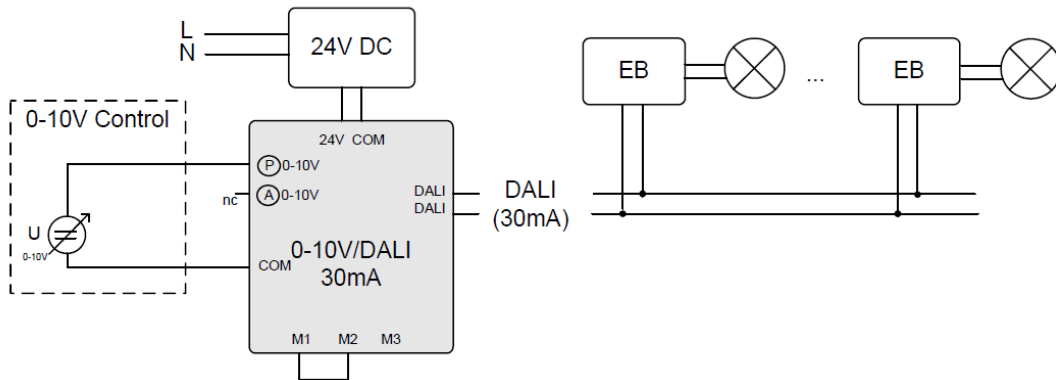 L
N
24V DC
EB
...
EB
0-10V Control
24V COM
P 0-10V
nc
A 0-10V
DALI
DALI
DALI
(30mA)
U
0-10V
0-10V/DALI
30mA
COM
M1 M2 M3